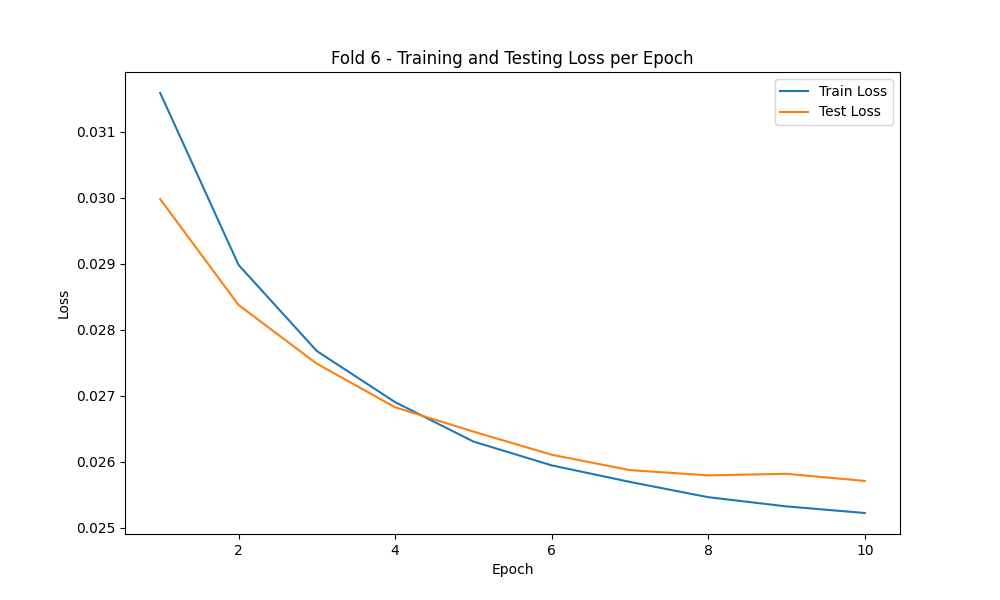 Fold 6 - Training and Testing Loss per Epoch
Train Loss
Test Loss
0.031
0.030
0.029
0.028
0.027
0.026
0.025
Loss
2
4
6
8
10
Epoch